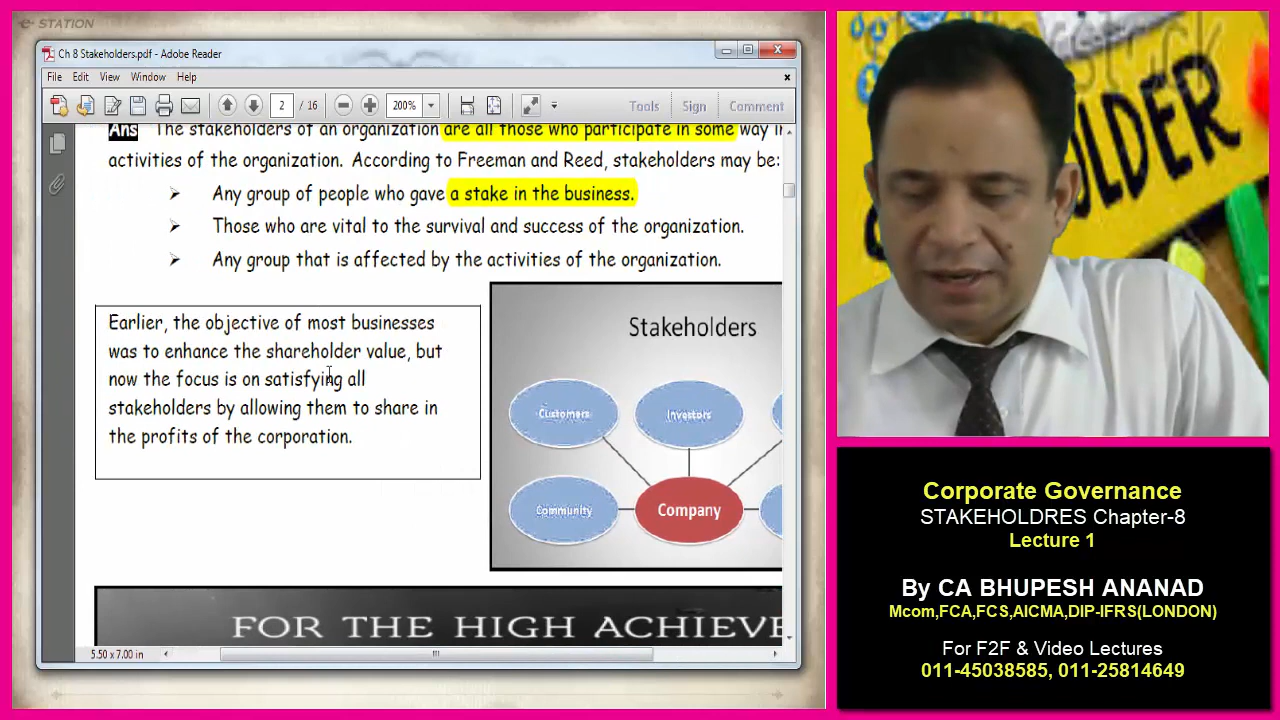 e-STATION
Ch 8 Stakeholders.pdf - Adobe Reader
File Edit View Window Help
2 / 16 200% Tools Sign Comment
Ans The stakeholders of an organization are all those who participate in some way in
activities of the organization. According to Freeman and Reed, stakeholders may be:
Any group of people who gave a stake in the business.
Those who are vital to the survival and success of the organization.
Any group that is affected by the activities of the organization.
Earlier, the objective of most businesses
was to enhance the shareholder value, but
now the focus is on satisfying all
stakeholders by allowing them to share in
the profits of the corporation.
Stakeholders
Customers
Investors
Community
Company
FOR THE HIGH ACHIEVE
5.50 x 7.00 in
Corporate Governance
STAKEHOLDRES Chapter-8
Lecture 1
By CA BHUPESH ANANAD
Mcom,FCA,FCS,AICMA,DIP-IFRS(LONDON)
For F2F & Video Lectures
011-45038585, 011-25814649